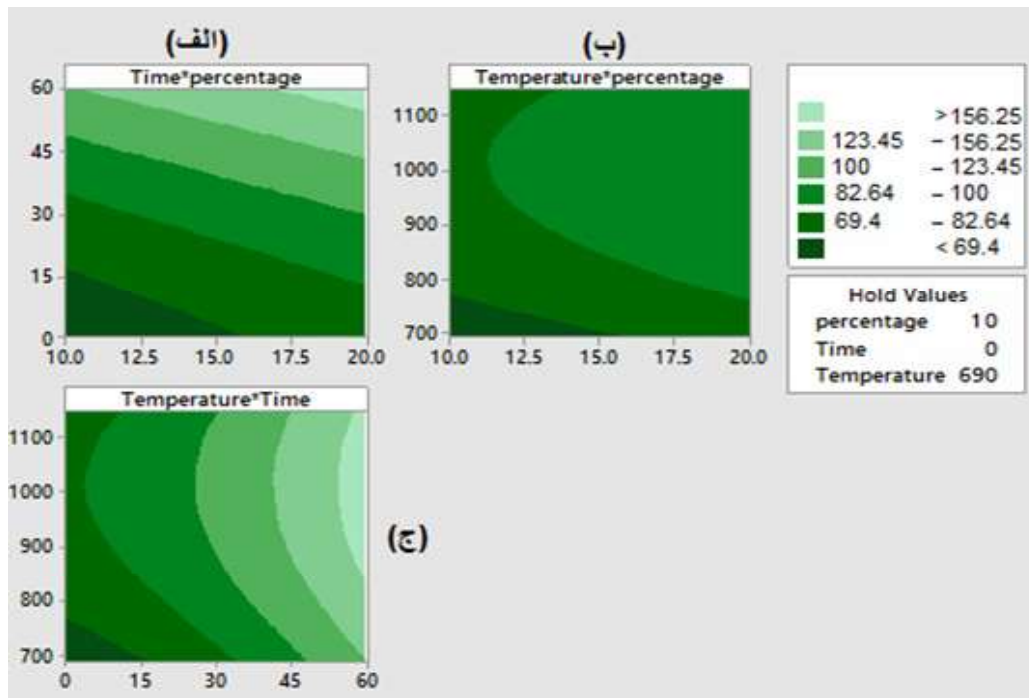 (الف)
Time*percentage
60
45
30
15
0
10.0 12.5 15.0 17.5 20.0
(ب)
Temperature*percentage
1100
1000
900
800
700
10.0 12.5 15.0 17.5 20.0
> 156.25
123.45 – 156.25
100 – 123.45
82.64 – 100
69.4 – 82.64
< 69.4
Hold Values
percentage 10
Time 0
Temperature 690
Temperature*Time
1100
1000
900
800
700
0 15 30 45 60
(ج)